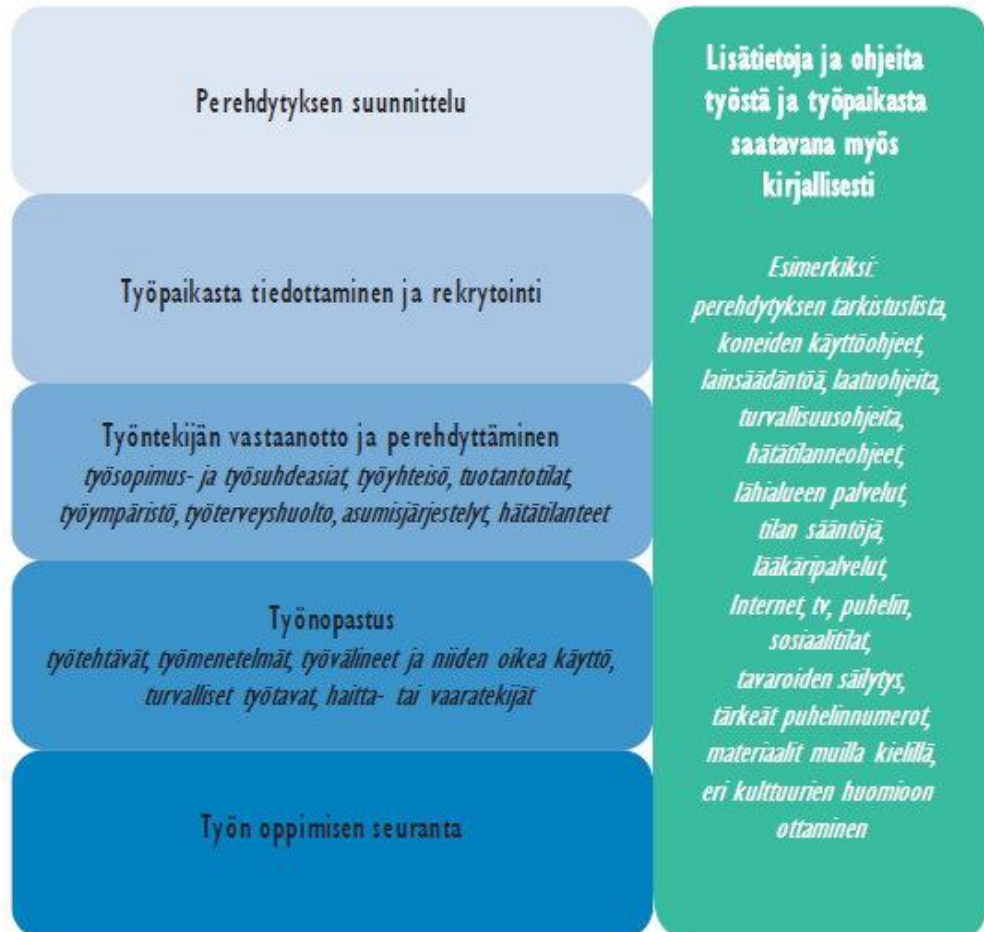 Perehdytyksen suunnittelu
Työpaikasta tiedottaminen ja rekrytointi
Työntekijän vastaanotto ja perehdyttäminen
työsopimus- ja työsuhdeasiat, työyhteisö, tuotantotilat,
työympäristö, työterveyshuolto, asumisjärjestelyt, hätätilanteet
Työnopastus
työtehtävät, työmenetelmät, työvälineet ja niiden oikea käyttö,
turvalliset työtavat, haitta- tai vaaratekijät
Työn oppimisen seuranta
Lisätietoja ja ohjeita
työstä ja työpaikasta
saatavana myös
kirjallisesti
Esimerkiksi:
perehdytyksen tarkistuslista,
koneiden käyttöohjeet,
lainsäädäntöä, laatuohjeita,
turvallisuusohjeita,
hätätilanneohjeet,
lähialueen palvelut,
tilan sääntöjä,
lääkäripalvelut,
Internet, tv, puhelin,
sosiaalitilat,
tavaroiden säilytys,
tärkeät puhelinnumerot,
materiaalit muilla kielillä,
eri kulttuurien huomioon
ottaminen